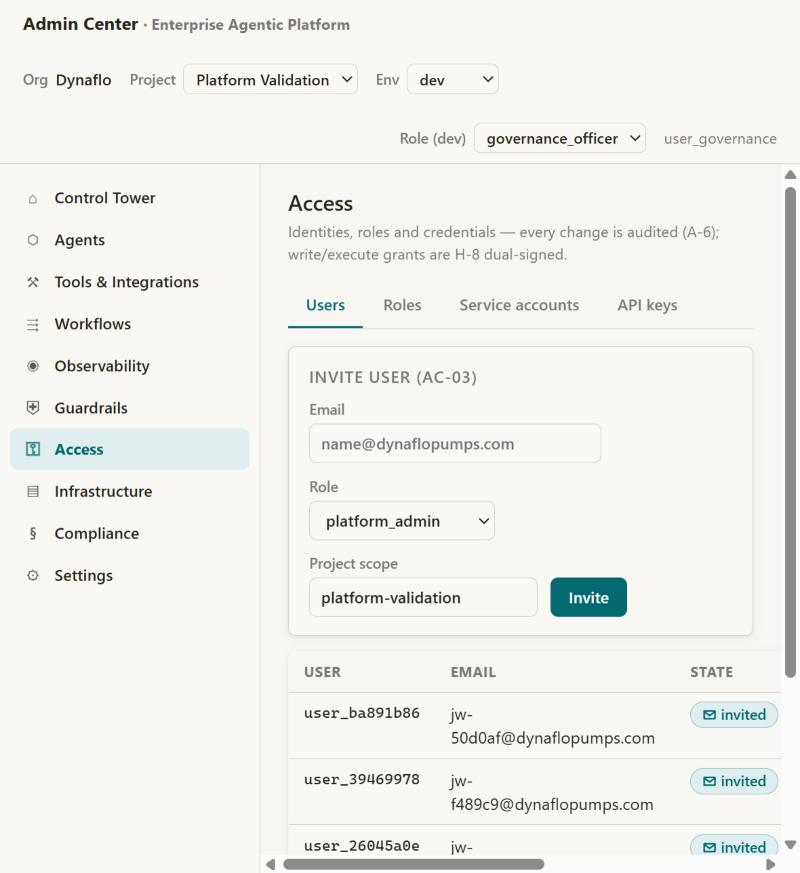 Admin Center · Enterprise Agentic Platform
Org Dynaflo Project Platform Validation Env dev
Role (dev) governance_officer user_governance
Control Tower
Agents
Tools & Integrations
Workflows
Observability
Guardrails
Access
Infrastructure
§ Compliance
Settings
Access
Identities, roles and credentials — every change is audited (A-6);
write/execute grants are H-8 dual-signed.
Users Roles Service accounts API keys
INVITE USER (AC-03)
Email
name@dynaflopumps.com
Role
platform_admin
Project scope
platform-validation Invite
USER EMAIL STATE
user_ba891b86 jw- invited
50d0af@dynaflopumps.com
user_39469978 jw- invited
f489c9@dynaflopumps.com
user_26045a0e jw- invited